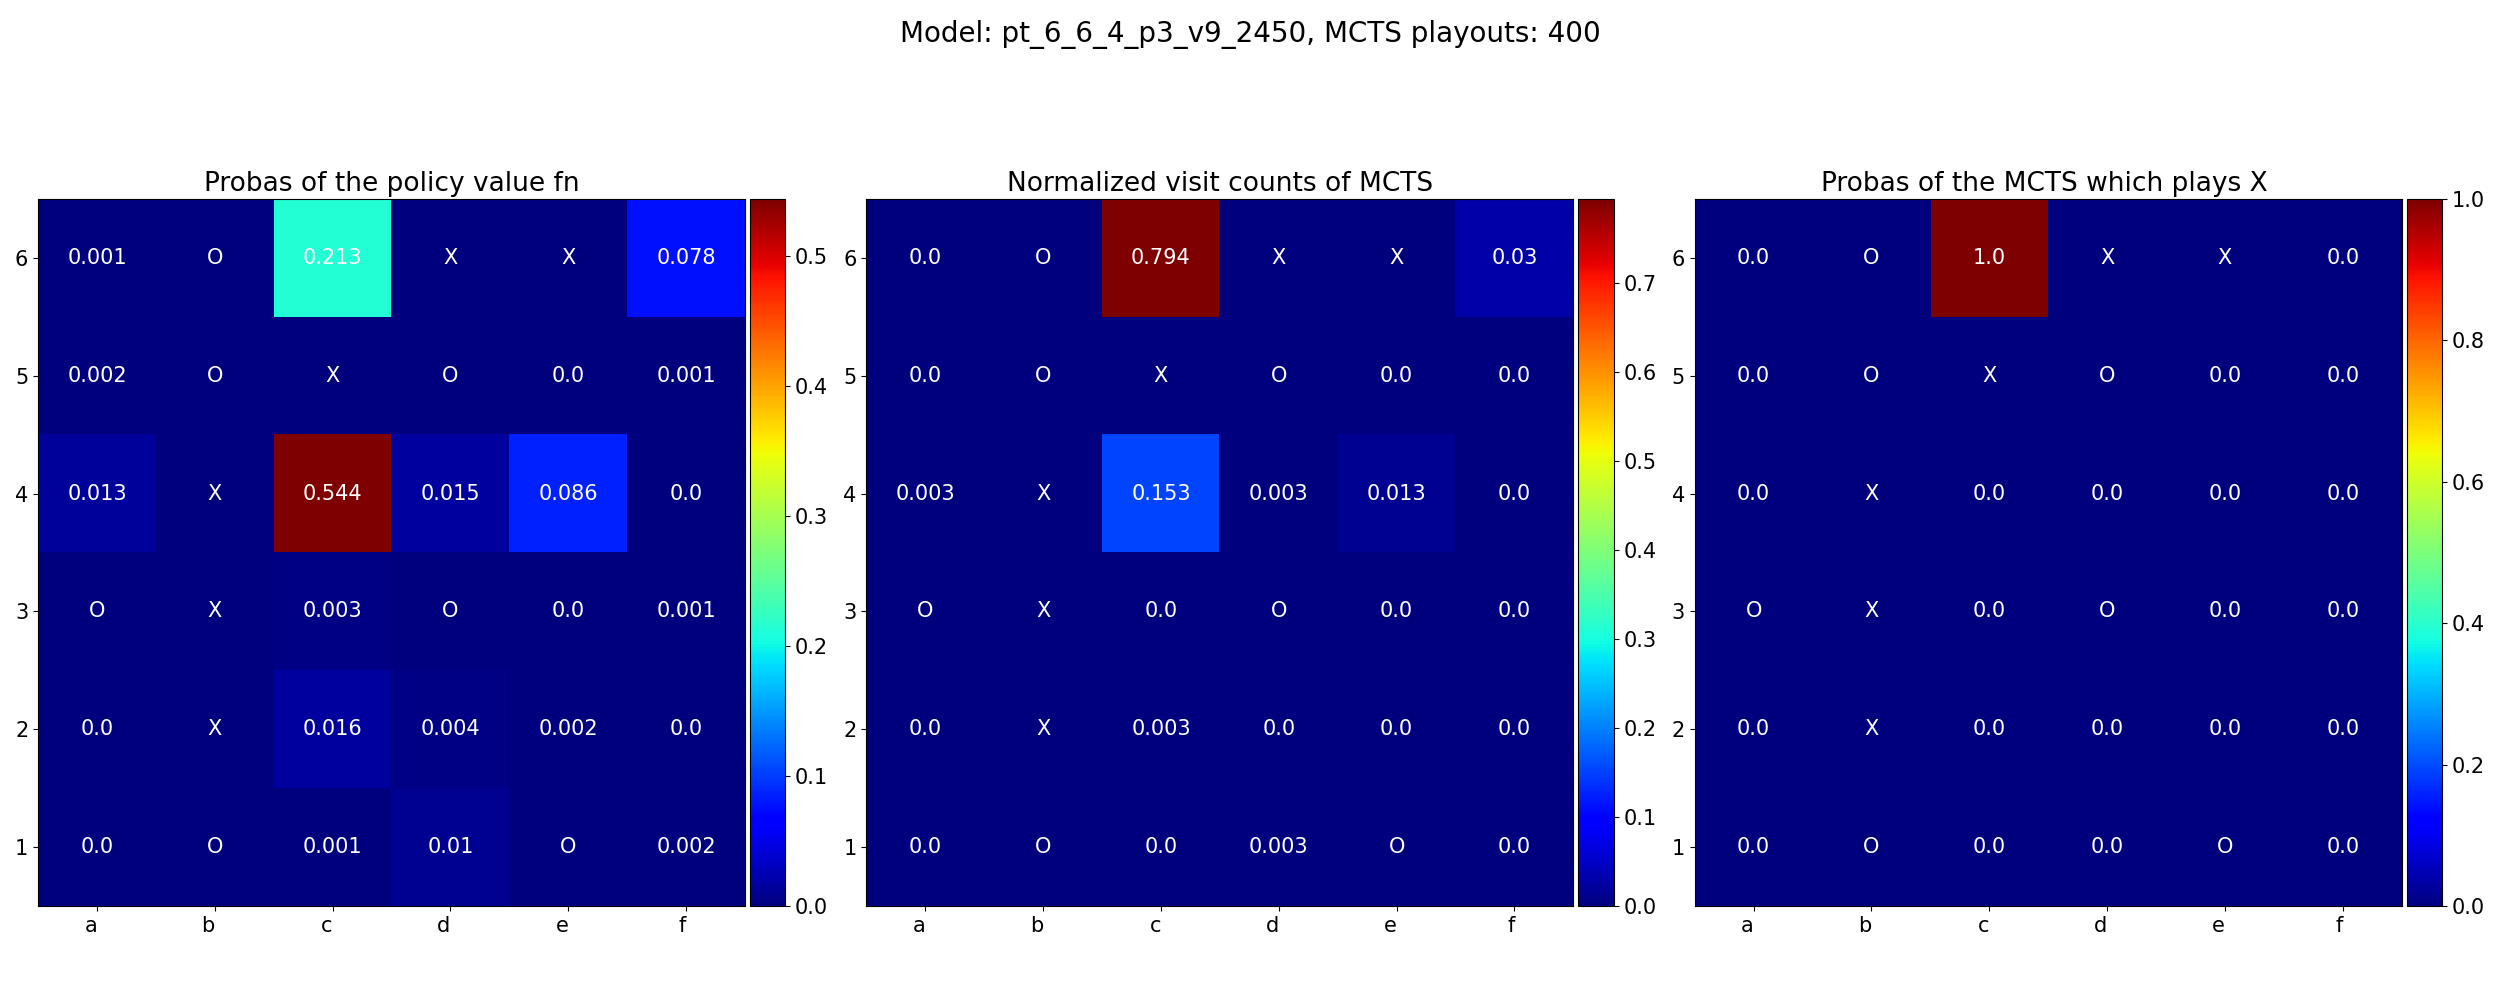 Model: pt_6_6_4_p3_v9_2450, MCTS playouts: 400
Probas of the policy value fn
6 0.001 O 0.213 X X 0.078
5 0.002 O X O 0.0 0.001
4 0.013 X 0.544 0.015 0.086 0.0
3 O X 0.003 O 0.0 0.001
2 0.0 X 0.016 0.004 0.002 0.0
1 0.0 O 0.001 0.01 O 0.002
a b c d e f
0.5
0.4
0.3
0.2
0.1
0.0
Normalized visit counts of MCTS
6 0.0 O 0.794 X X 0.03
5 0.0 O X O 0.0 0.0
4 0.003 X 0.153 0.003 0.013 0.0
3 O X 0.0 O 0.0 0.0
2 0.0 X 0.003 0.0 0.0 0.0
1 0.0 O 0.0 0.003 O 0.0
a b c d e f
0.7
0.6
0.5
0.4
0.3
0.2
0.1
0.0
Probas of the MCTS which plays X
6 0.0 O 1.0 X X 0.0
5 0.0 O X O 0.0 0.0
4 0.0 X 0.0 0.0 0.0 0.0
3 O X 0.0 O 0.0 0.0
2 0.0 X 0.0 0.0 0.0 0.0
1 0.0 O 0.0 0.0 O 0.0
a b c d e f
1.0
0.8
0.6
0.4
0.2
0.0